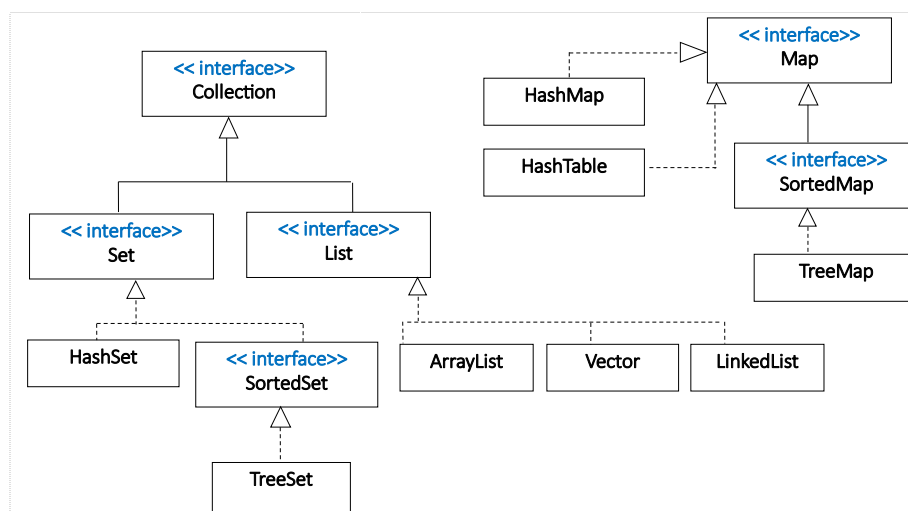 << interface>>
Collection
<< interface>>
Set
<< interface>>
List
HashSet
<< interface>>
SortedSet
TreeSet
ArrayList
Vector
LinkedList
<< interface>>
Map
HashMap
HashTable
<< interface>>
SortedMap
TreeMap